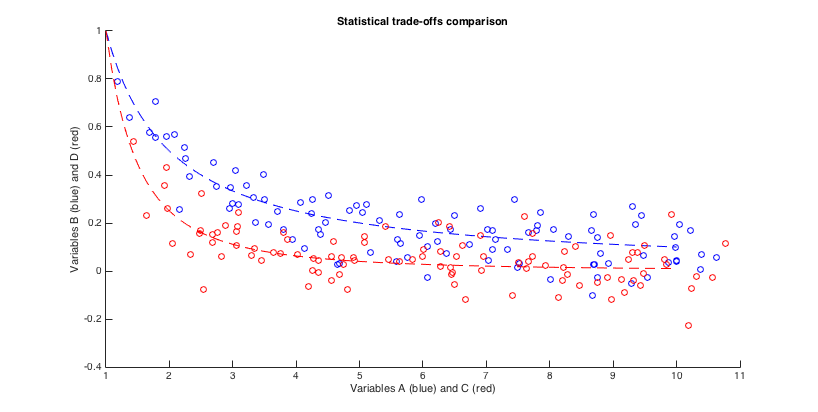 Statistical trade-offs comparison
Variables B (blue) and D (red)
1
0.8
0.6
0.4
0.2
0
-0.2
-0.4
1 2 3 4 5 6 7 8 9 10 11
Variables A (blue) and C (red)